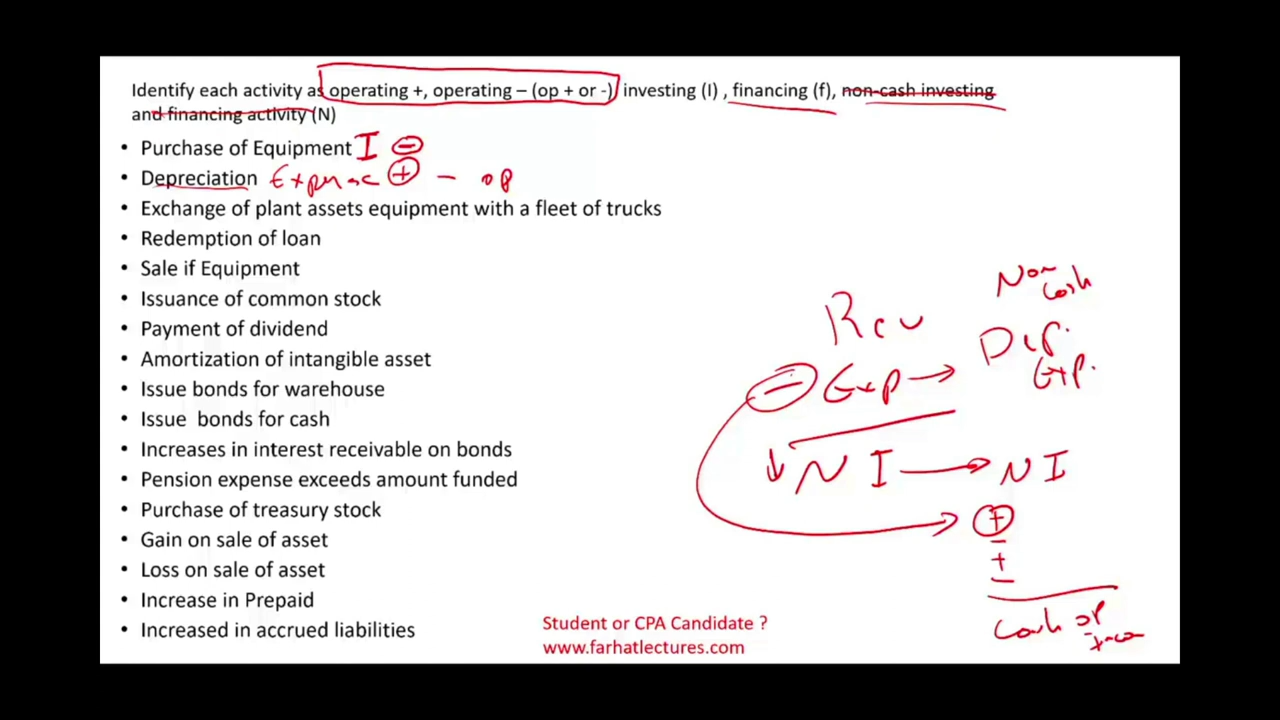 Identify each activity as operating +, operating – (op + or -) investing (I) , financing (f), non-cash investing
and financing activity (N)
• Purchase of Equipment I -
• Depreciation Expense + - op
• Exchange of plant assets equipment with a fleet of trucks
• Redemption of loan
• Sale if Equipment
• Issuance of common stock
• Payment of dividend
• Amortization of intangible asset
• Issue bonds for warehouse
• Issue bonds for cash
• Increases in interest receivable on bonds
• Pension expense exceeds amount funded
• Purchase of treasury stock
• Gain on sale of asset
• Loss on sale of asset
• Increase in Prepaid
• Increased in accrued liabilities
Non
Cash
Rev
Dep.
- Exp → Exp.
↓ NI → NI
+
-
+
-
Cash op
Student or CPA Candidate ?
www.farhatlectures.com